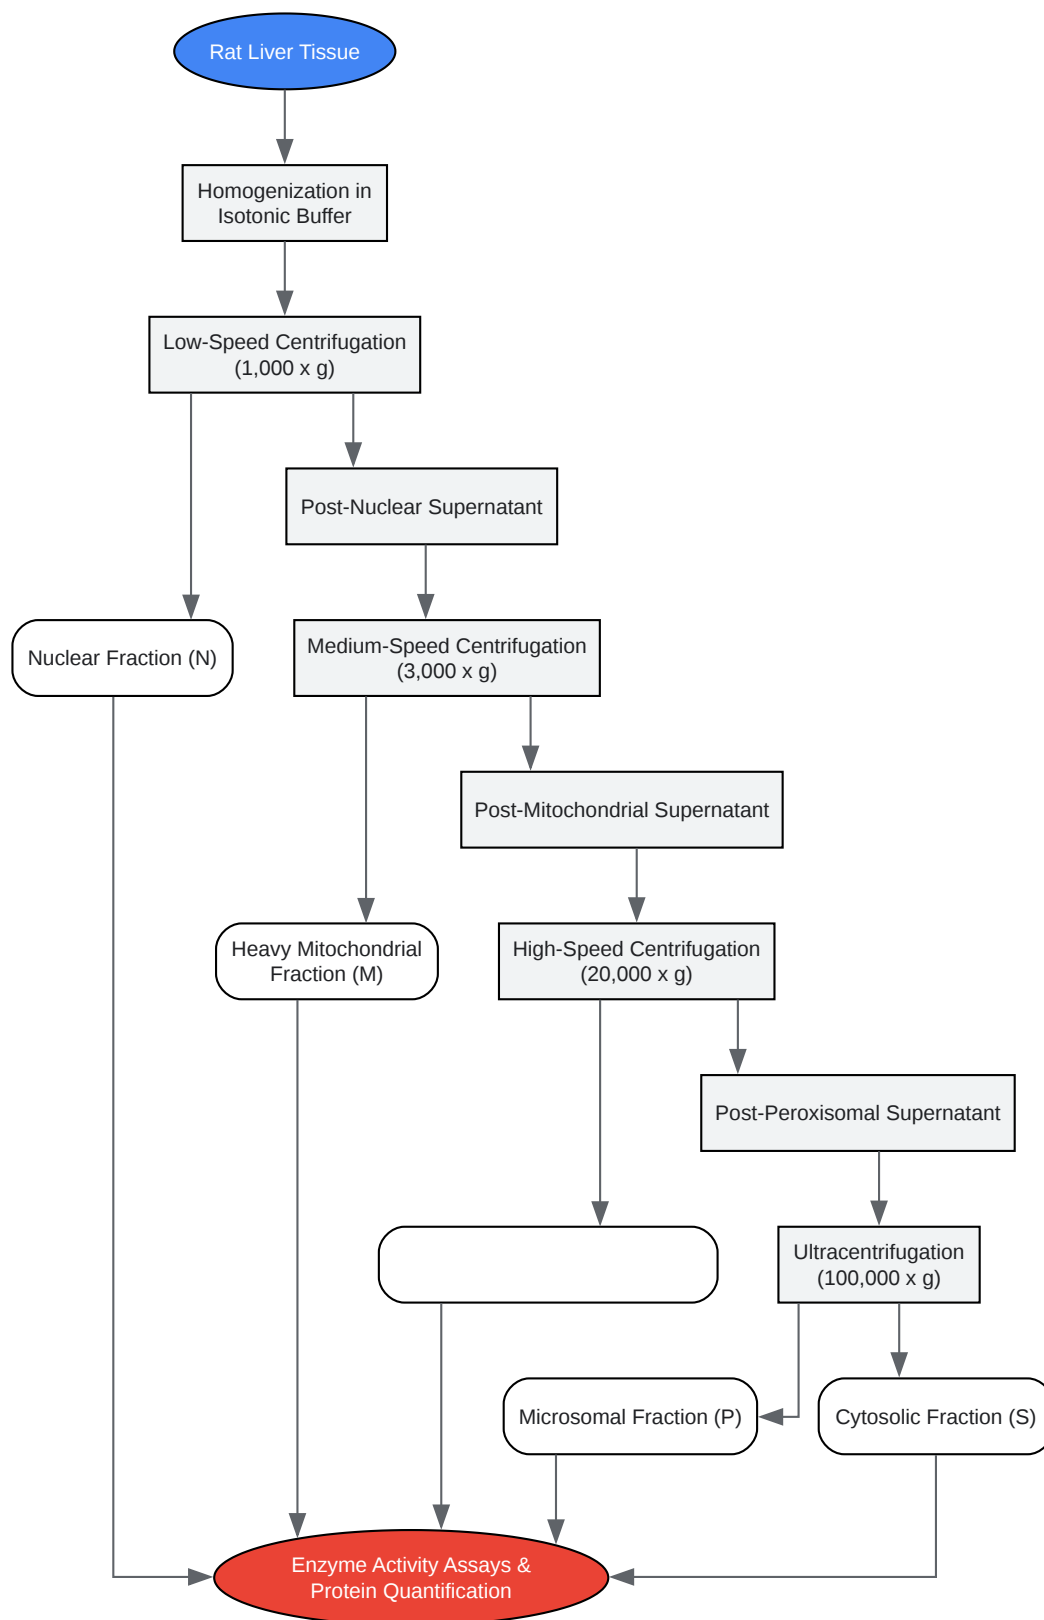 Rat Liver Tissue
Homogenization in
Isotonic Buffer
Low-Speed Centrifugation
(1,000 x g)
Post-Nuclear Supernatant
Nuclear Fraction (N)
Medium-Speed Centrifugation
(3,000 x g)
Post-Mitochondrial Supernatant
Heavy Mitochondrial
Fraction (M)
High-Speed Centrifugation
(20,000 x g)
Post-Peroxisomal Supernatant
Ultracentrifugation
(100,000 x g)
Microsomal Fraction (P)
Cytosolic Fraction (S)
Enzyme Activity Assays &
Protein Quantification